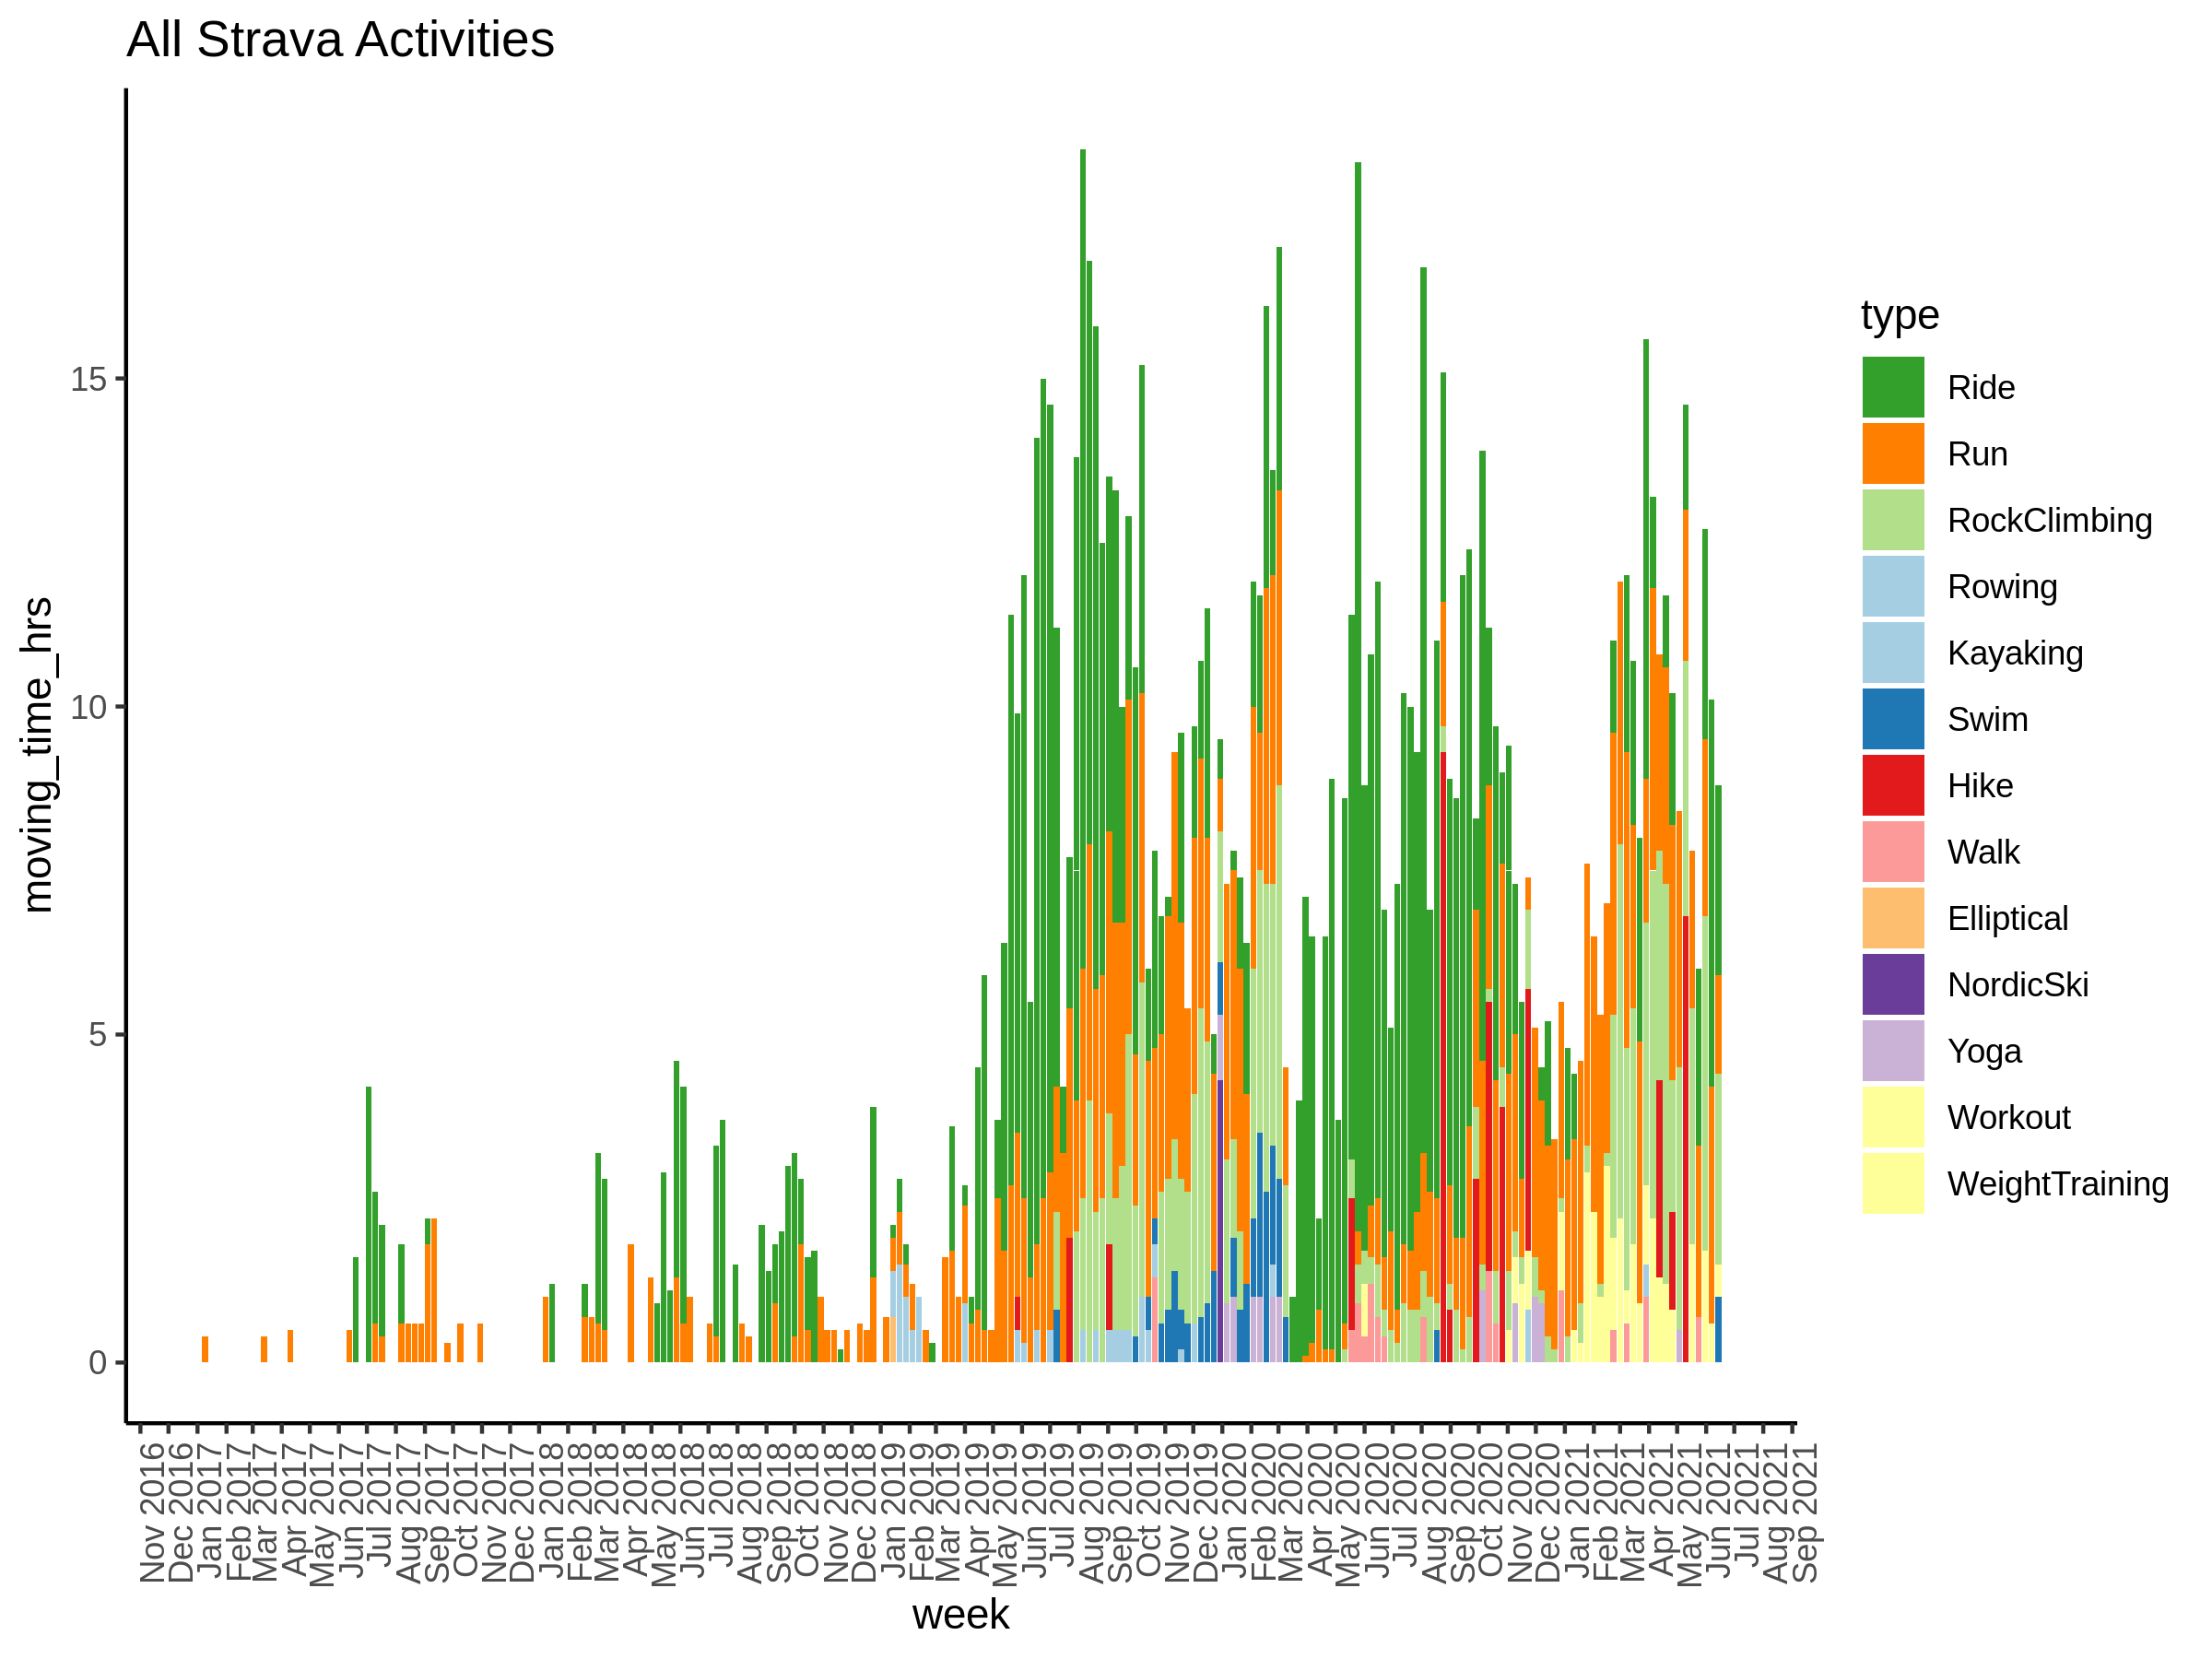 All Strava Activities
moving_time_hrs
15
10
5
0
Nov 2016
Dec 2016
Jan 2017
Feb 2017
Mar 2017
Apr 2017
May 2017
Jun 2017
Jul 2017
Aug 2017
Sep 2017
Oct 2017
Nov 2017
Dec 2017
Jan 2018
Feb 2018
Mar 2018
Apr 2018
May 2018
Jun 2018
Jul 2018
Aug 2018
Sep 2018
Oct 2018
Nov 2018
Dec 2018
Jan 2019
Feb 2019
Mar 2019
Apr 2019
May 2019
Jun 2019
Jul 2019
Aug 2019
Sep 2019
Oct 2019
Nov 2019
Dec 2019
Jan 2020
Feb 2020
Mar 2020
Apr 2020
May 2020
Jun 2020
Jul 2020
Aug 2020
Sep 2020
Oct 2020
Nov 2020
Dec 2020
Jan 2021
Feb 2021
Mar 2021
Apr 2021
May 2021
Jun 2021
Jul 2021
Aug 2021
Sep 2021
week
type
Ride
Run
RockClimbing
Rowing
Kayaking
Swim
Hike
Walk
Elliptical
NordicSki
Yoga
Workout
WeightTraining